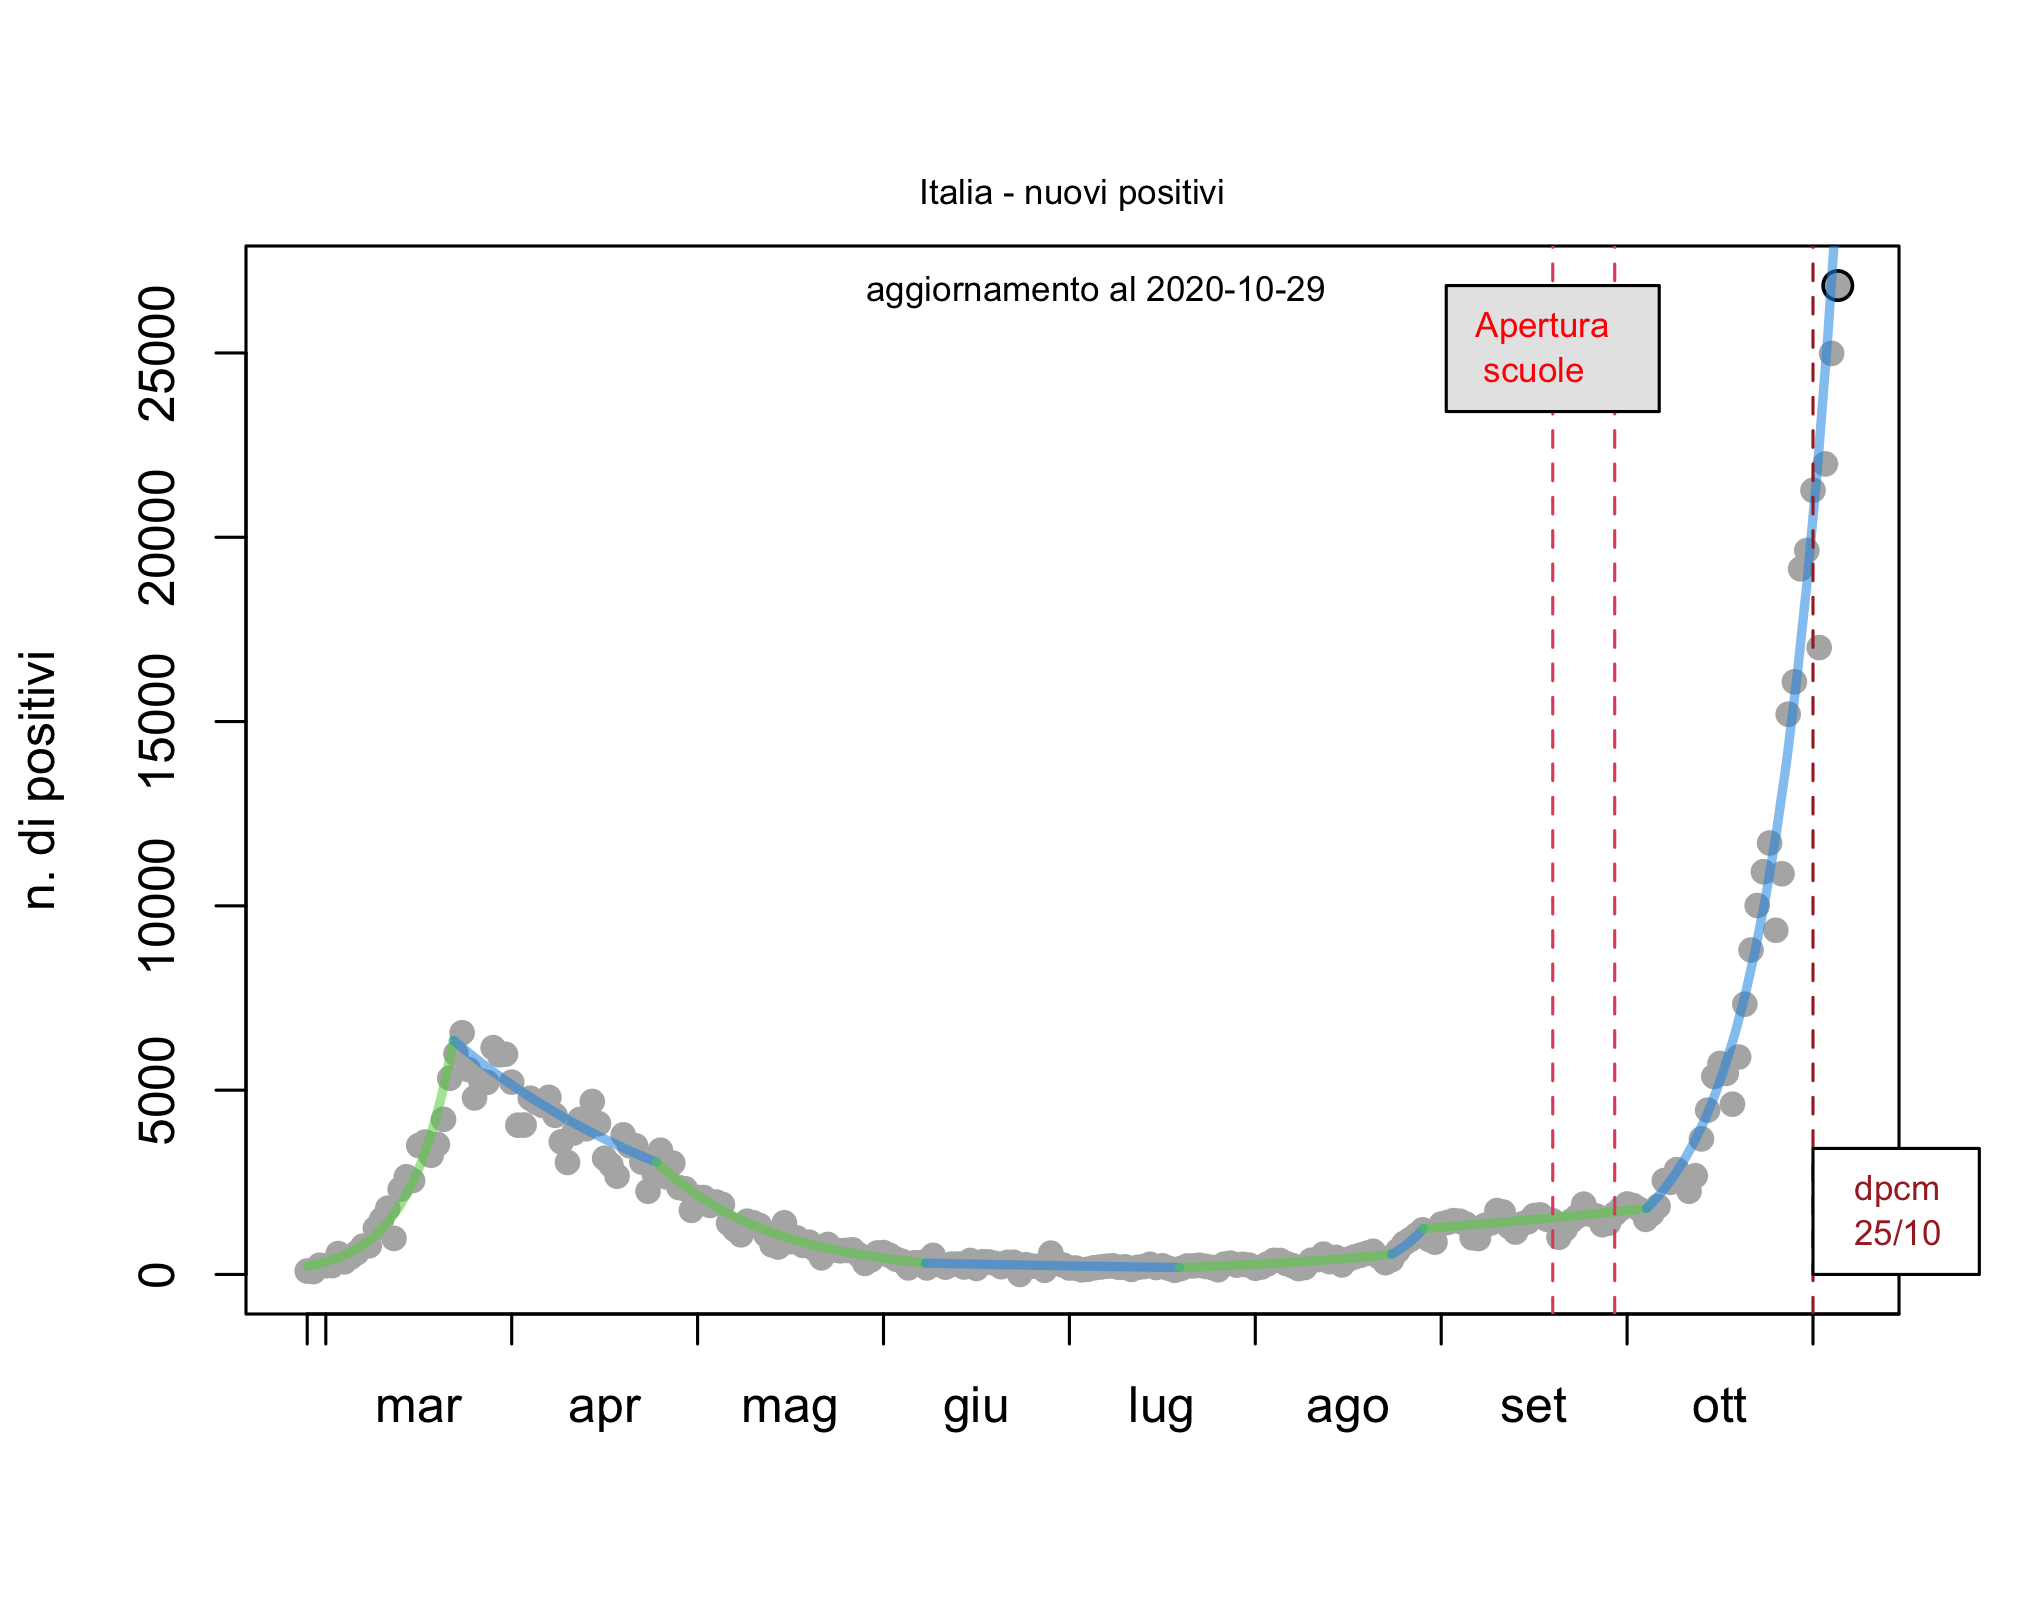 Italia - nuovi positivi
aggiornamento al 2020-10-29
Apertura
scuole
n. di positivi
25000
20000
15000
10000
5000
0
dpcm
25/10
mar apr mag giu lug ago set ott